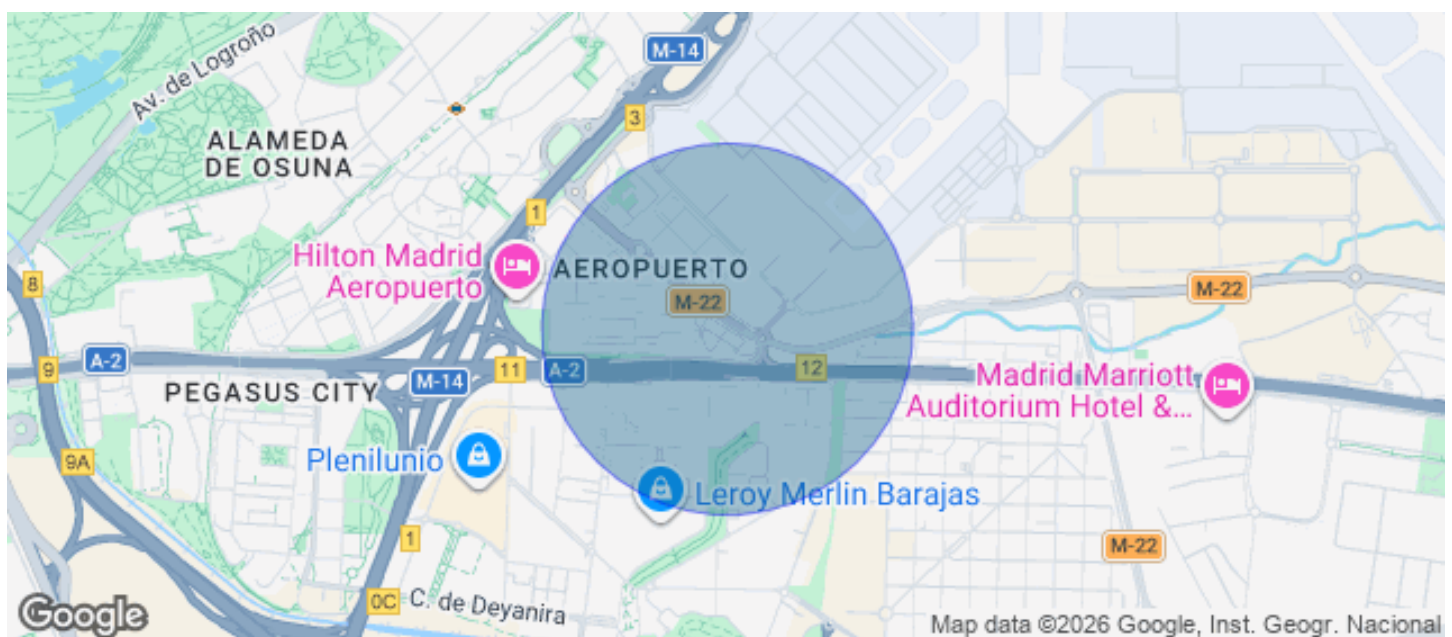 M-14
Av. de Logroño
3
ALAMEDA
DE OSUNA
1
Hilton Madrid
Aeropuerto
AEROPUERTO
8
M-22
M-22
A-2
9
11
A-2
12
M-14
PEGASUS CITY
Madrid Marriott
Auditorium Hotel &...
Plenilunio
9A
Leroy Merlin Barajas
1
M-22
0C
C. de Deyanira
Google
Map data ©2026 Google, Inst. Geogr. Nacional